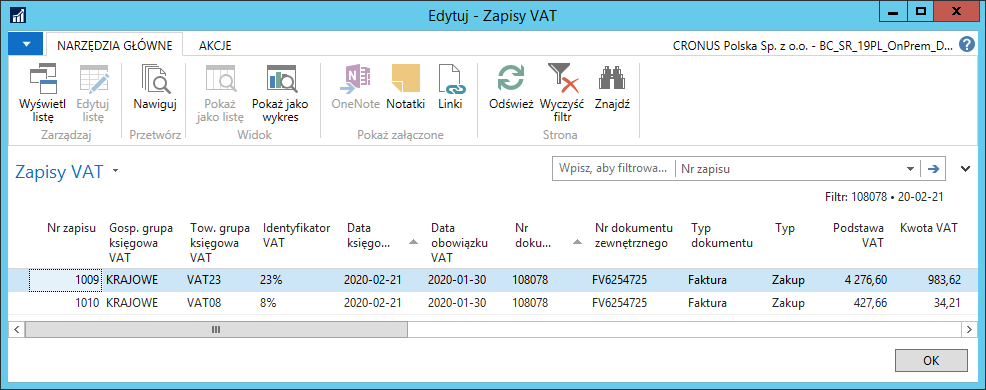 Edytuj - Zapisy VAT
NARZĘDZIA GŁÓWNE AKCJE CRONUS Polska Sp. z o.o. - BC_SR_19PL_OnPrem_D... ?
Wyświetl listę Edytuj listę Nawiguj Pokaż jako listę Pokaż jako wykres OneNote Notatki Linki Odśwież Wyczyść filtr Znajdź
Zarządzaj Przetwórz Widok Pokaż załączone Strona
Zapisy VAT Wpisz, aby filtrowa... Nr zapisu
Filtr: 108078 • 20-02-21
Nr zapisu Gosp. grupa księgowa VAT Tow. grupa księgowa VAT Identyfikator VAT Data księgo... Data obowiązku VAT Nr doku... Nr dokumentu zewnętrznego Typ dokumentu Typ Podstawa VAT Kwota VAT
1009 KRAJOWE VAT23 23% 2020-02-21 2020-01-30 108078 FV6254725 Faktura Zakup 4 276,60 983,62
1010 KRAJOWE VAT08 8% 2020-02-21 2020-01-30 108078 FV6254725 Faktura Zakup 427,66 34,21
OK